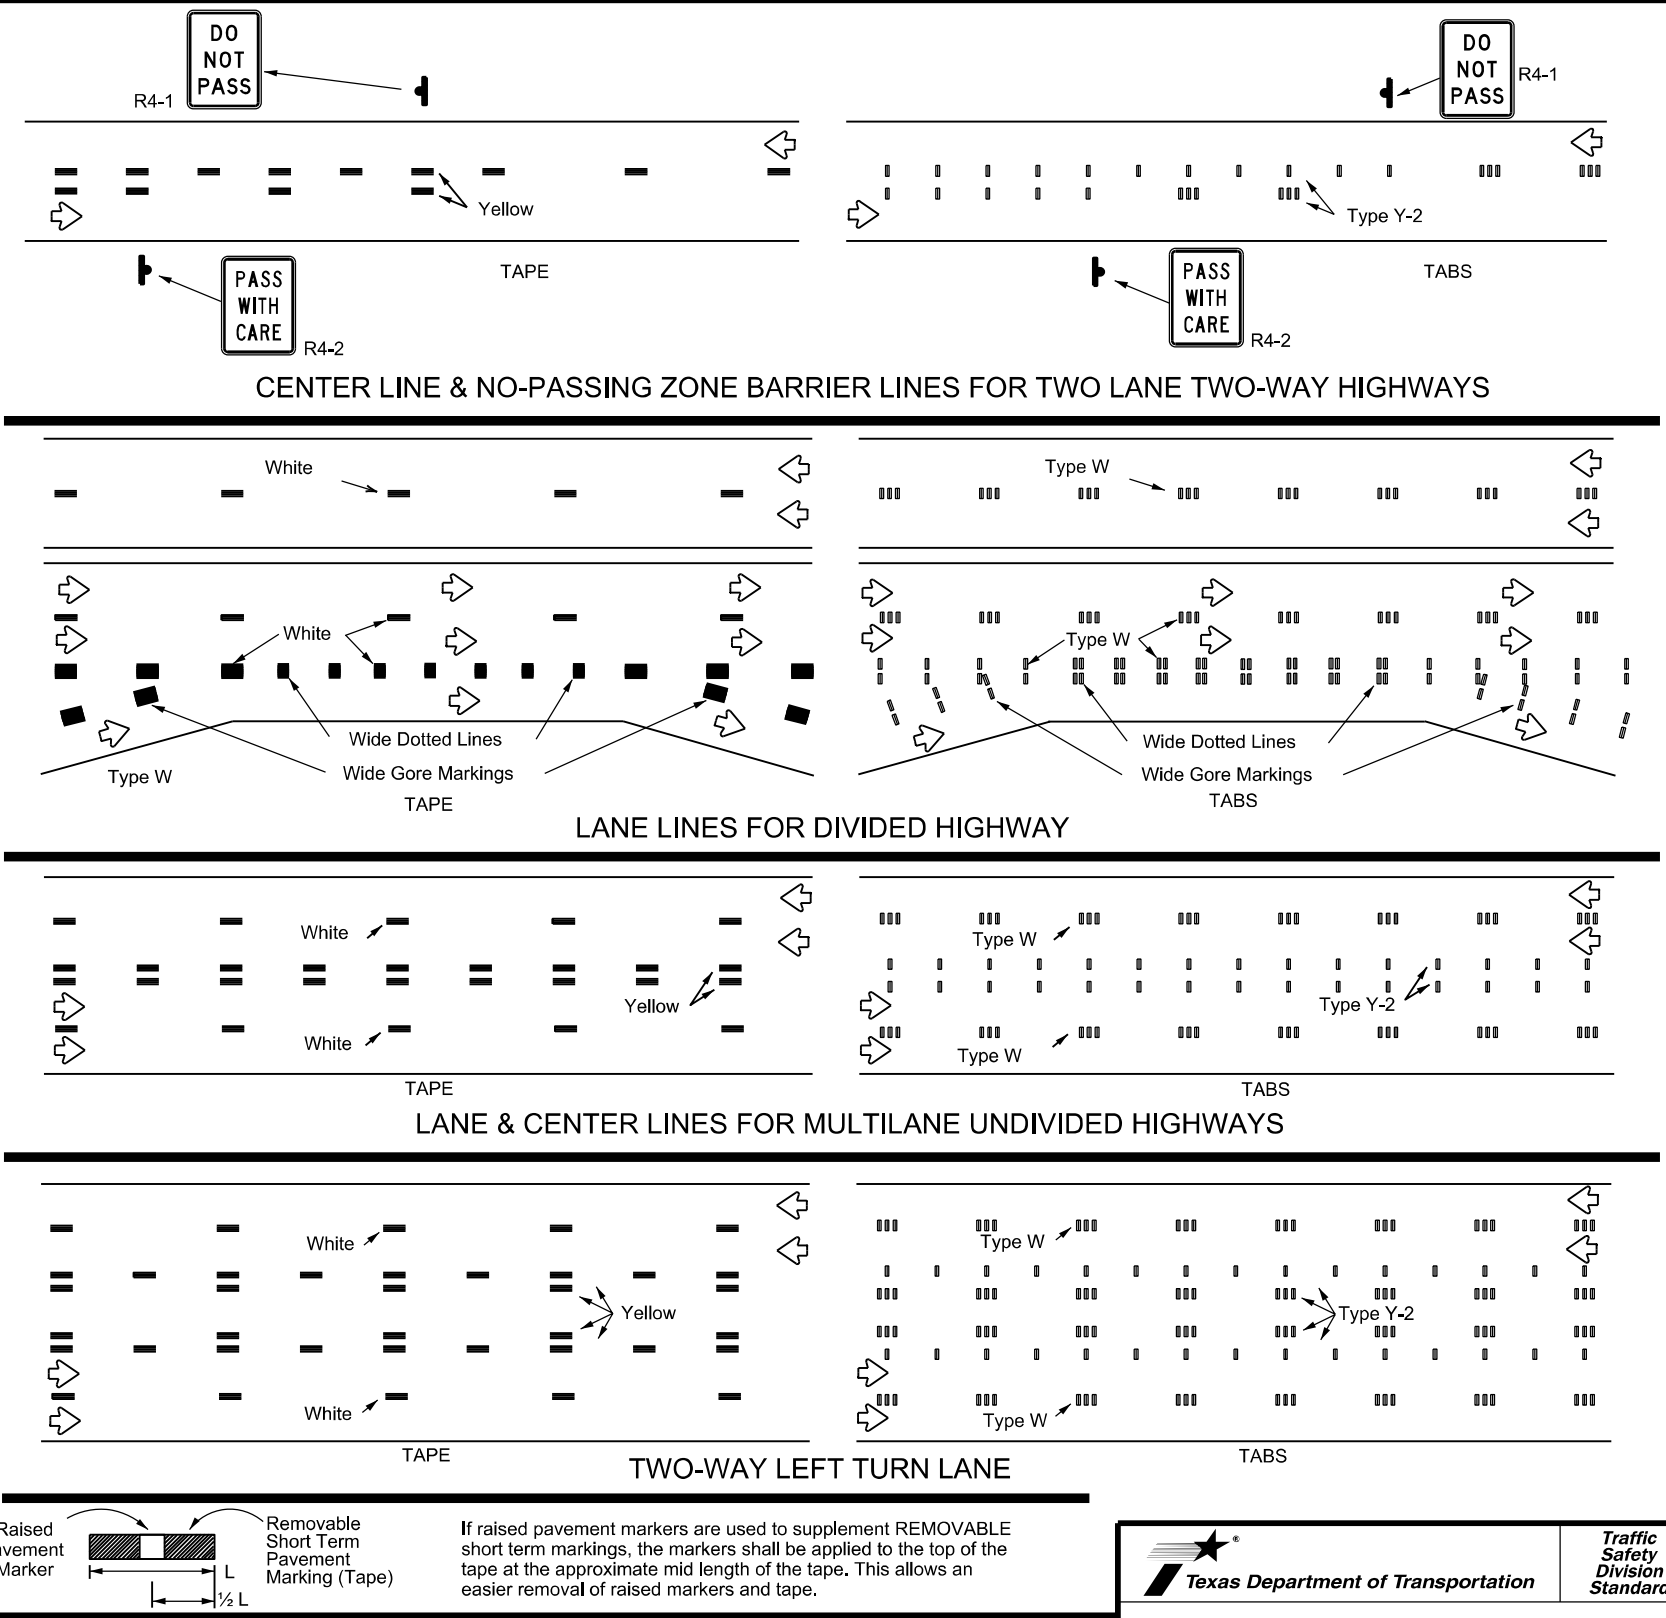 DO
NOT
PASS
R4-1
Yellow
TAPE
PASS
WITH
CARE
R4-2
DO
NOT
PASS
R4-1
Type Y-2
TABS
PASS
WITH
CARE
R4-2
CENTER LINE & NO-PASSING ZONE BARRIER LINES FOR TWO LANE TWO-WAY HIGHWAYS
White
White
Wide Dotted Lines
Wide Gore Markings
Type W
TAPE
Type W
Type W
Wide Dotted Lines
Wide Gore Markings
TABS
LANE LINES FOR DIVIDED HIGHWAY
White
Yellow
White
TAPE
Type W
Type Y-2
Type W
TABS
LANE & CENTER LINES FOR MULTILANE UNDIVIDED HIGHWAYS
White
Yellow
White
TAPE
Type W
Type Y-2
Type W
TABS
TWO-WAY LEFT TURN LANE
Raised
avement
Marker
L
½ L
Removable
Short Term
Pavement
Marking (Tape)
If raised pavement markers are used to supplement REMOVABLE
short term markings, the markers shall be applied to the top of the
tape at the approximate mid length of the tape. This allows an
easier removal of raised markers and tape.
®
Texas Department of Transportation
Traffic
Safety
Division
Standard